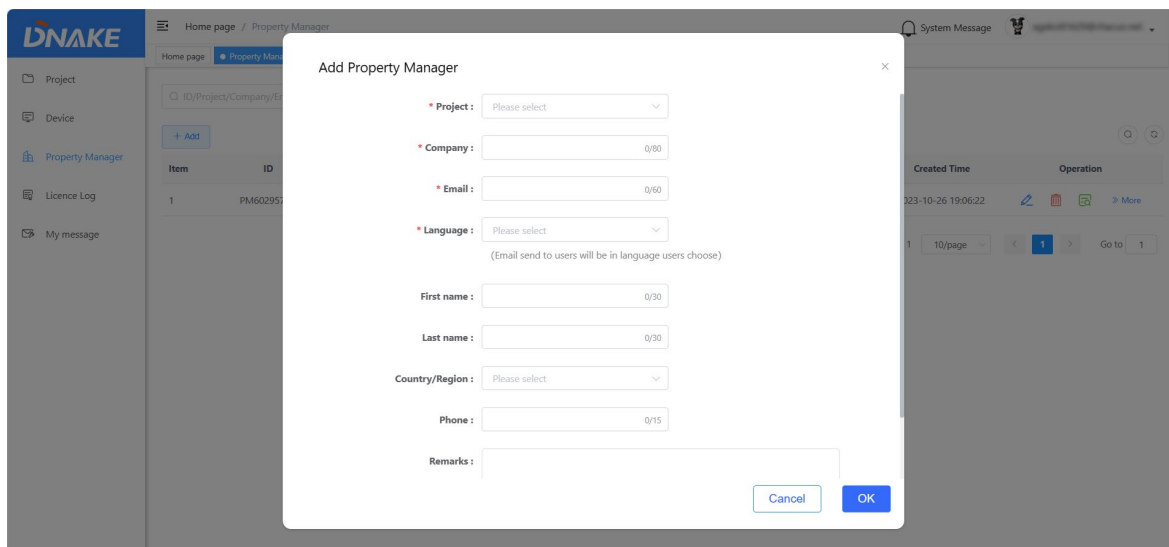 DNAKE
Home page / Property Manager
System Message
Home page
Property Mana
Project
Device
Property Manager
Licence Log
My message
ID/Project/Company/Em
+ Add
Item ID Created Time Operation
1 PM602957 023-10-26 19:06:22 More
1 10/page < 1 > Go to 1
Add Property Manager
* Project : Please select
* Company : 0/80
* Email : 0/60
* Language : Please select
(Email send to users will be in language users choose)
First name : 0/30
Last name : 0/30
Country/Region : Please select
Phone : 0/15
Remarks :
Cancel OK